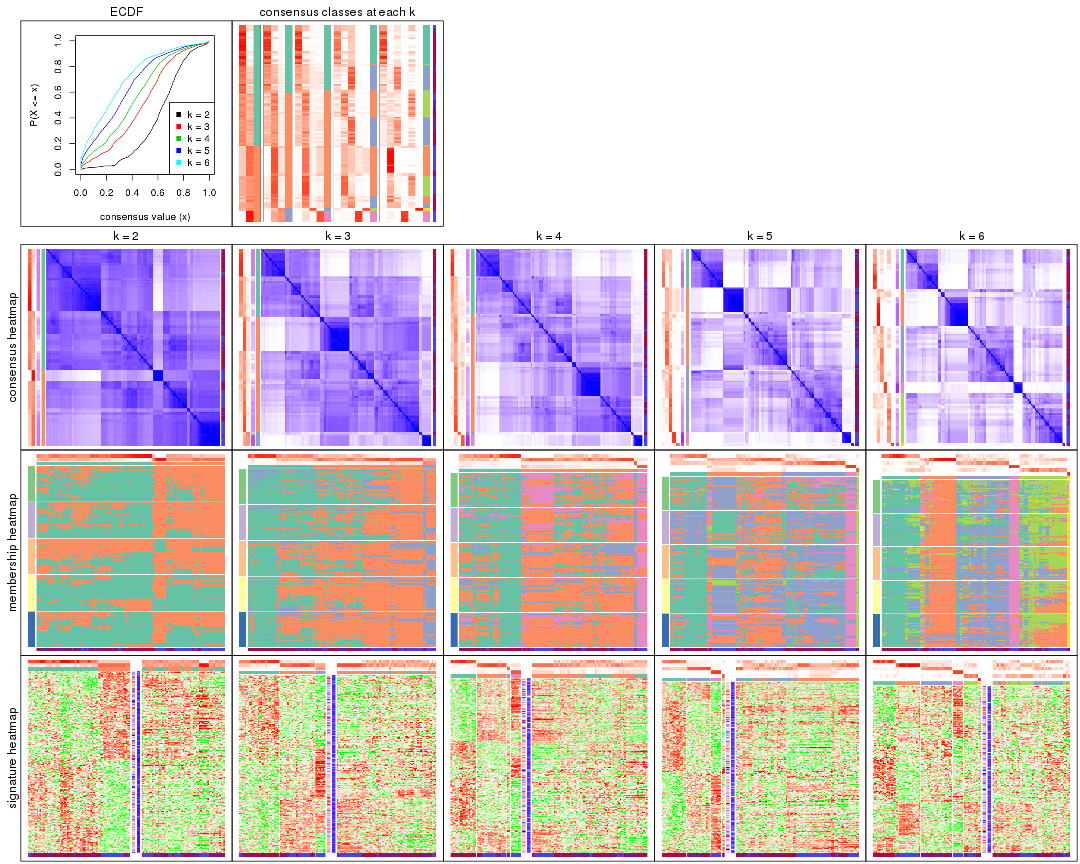 ECDF
consensus classes at each k
P(X <= x)
0.0 0.2 0.4 0.6 0.8 1.0
k = 2
k = 3
k = 4
k = 5
k = 6
0.0 0.2 0.4 0.6 0.8 1.0
consensus value (x)
k = 2
k = 3
k = 4
k = 5
k = 6
consensus heatmap
membership heatmap
signature heatmap